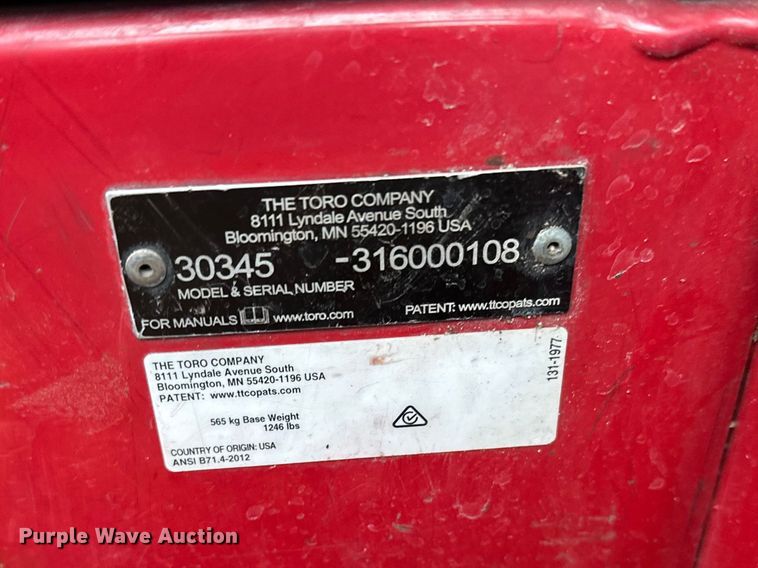 THE TORO COMPANY
8111 Lyndale Avenue South
Bloomington, MN 55420-1196 USA
30345 -316000108
MODEL & SERIAL NUMBER
FOR MANUALS www.toro.com PATENT: www.ttcopats.com
THE TORO COMPANY
8111 Lyndale Avenue South
Bloomington, MN 55420-1196 USA
PATENT: www.ttcopats.com
131-1977
565 kg Base Weight
1246 lbs
COUNTRY OF ORIGIN: USA
ANSI B71.4-2012
Purple Wave Auction